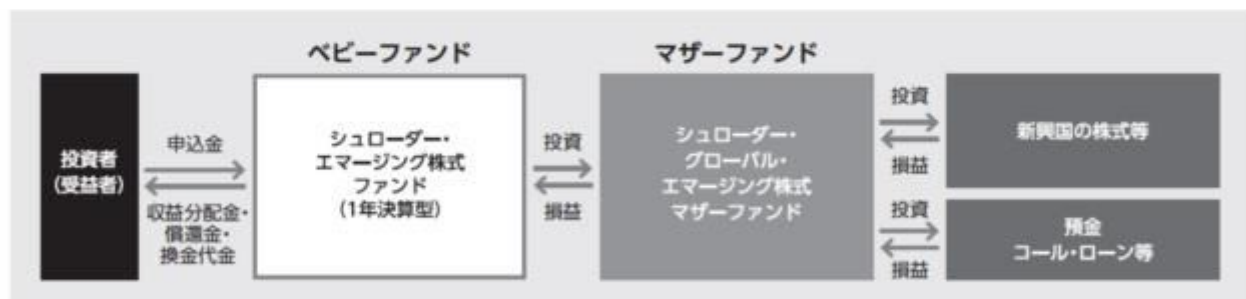 ベビーファンド
マザーファンド
投資者
(受益者)
申込金
収益分配金・
償還金・
換金代金
シュローダー・
エマージング株式
ファンド
(1年決算型)
投資
損益
シュローダー・
グローバル・
エマージング株式
マザーファンド
投資
損益
新興国の株式等
投資
損益
預金
コール・ローン等